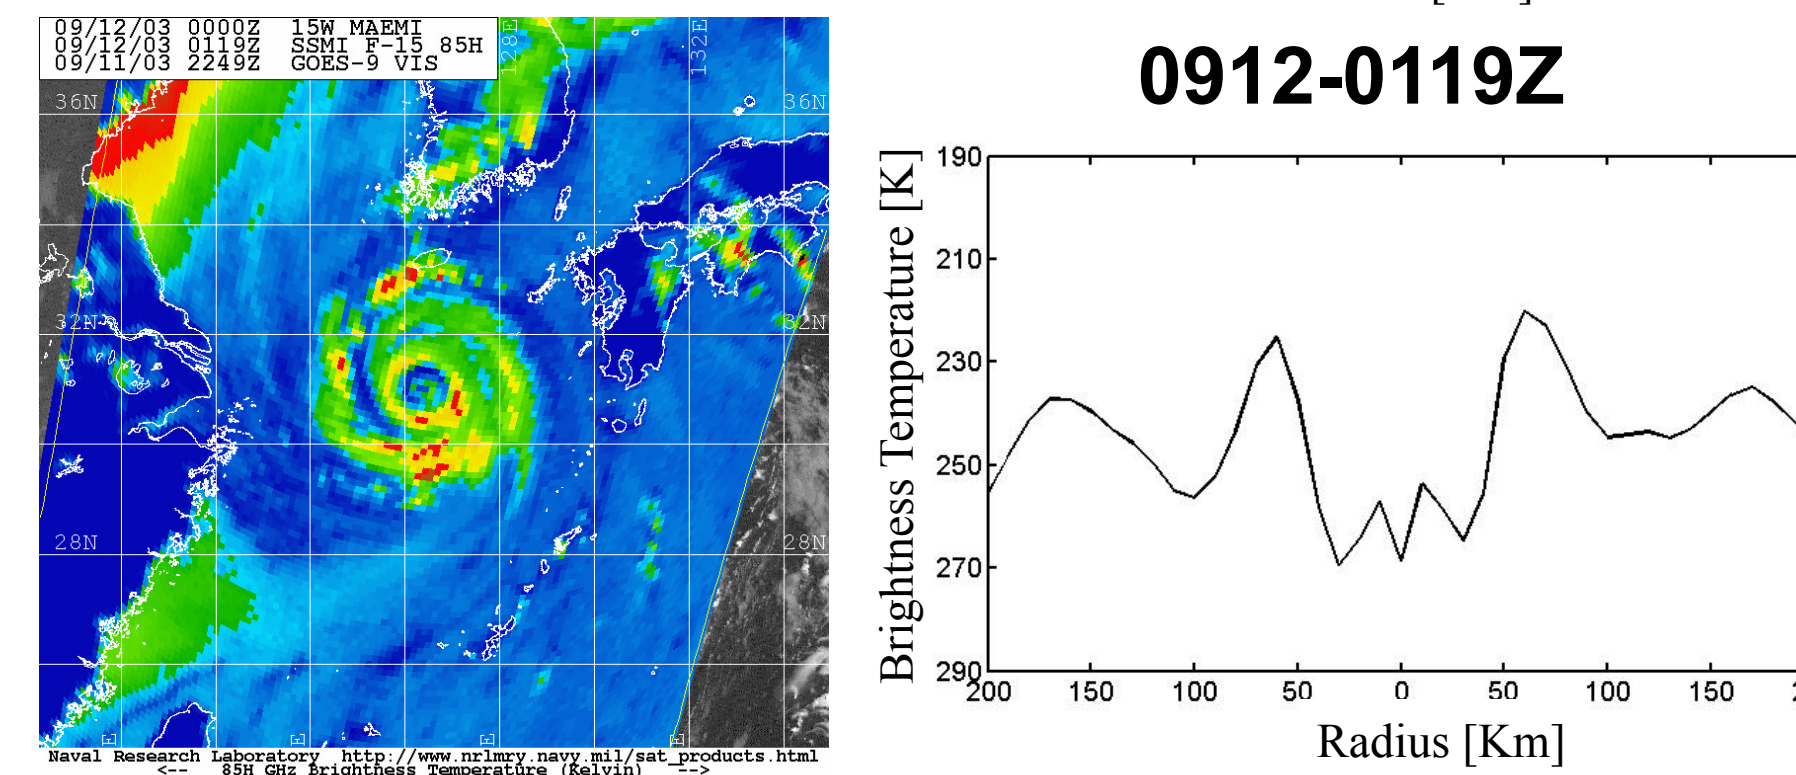 09/12/03 0000Z 15W MAEMI
09/12/03 0119Z SSMI F-15 85H
09/11/03 2249Z GOES-9 VIS
128E
132E
36N
36N
32N
32N
28N
28N
Naval Research Laboratory http://www.nrlmry.navy.mil/sat_products.html
<-- 85H GHz Brightness Temperature (Kelvin) -->
0912-0119Z
Brightness Temperature [K]
190
210
230
250
270
290
200 150 100 50 0 50 100 150
Radius [Km]